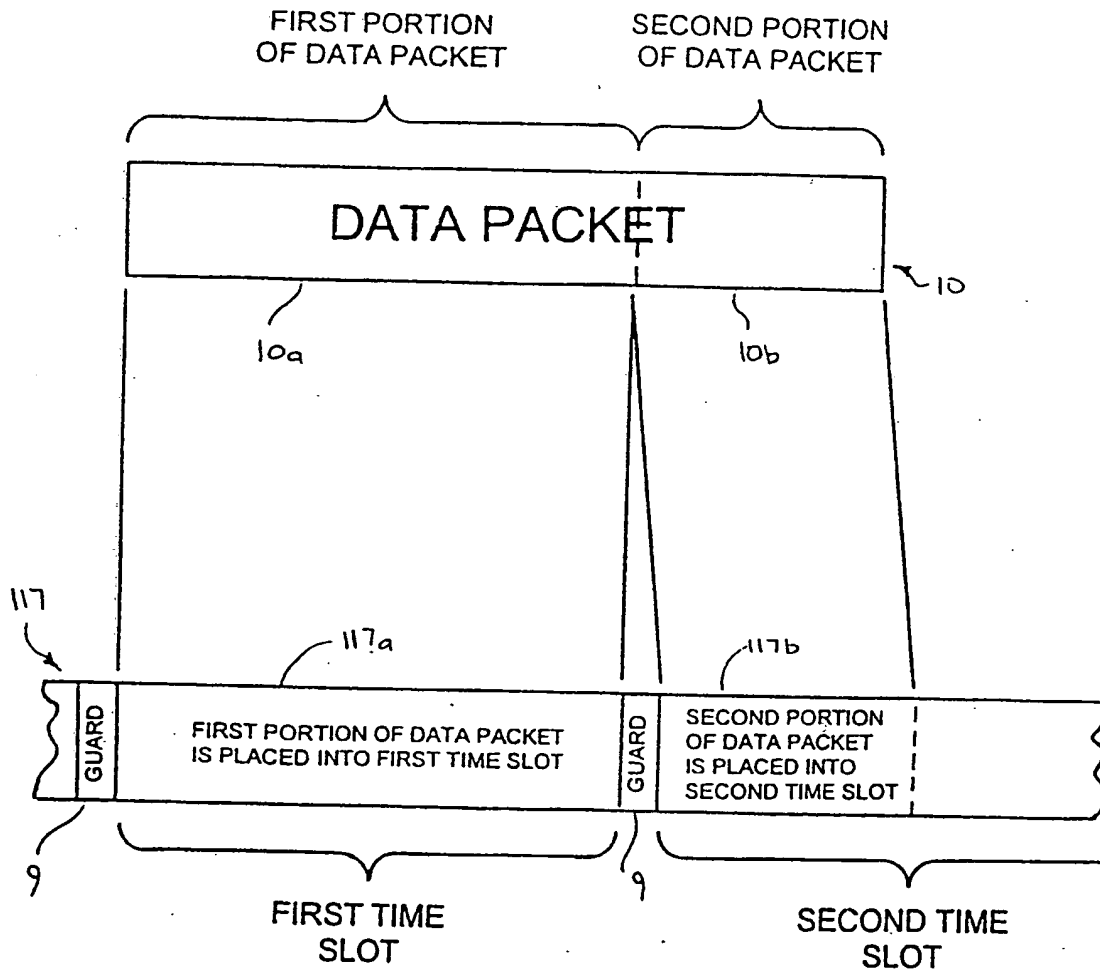 FIRST PORTION
OF DATA PACKET
SECOND PORTION
OF DATA PACKET
DATA PACKET
10
10a
10b
117
117a
117b
GUARD
FIRST PORTION OF DATA PACKET
IS PLACED INTO FIRST TIME SLOT
GUARD
SECOND PORTION
OF DATA PACKET
IS PLACED INTO
SECOND TIME SLOT
9
9
FIRST TIME
SLOT
SECOND TIME
SLOT